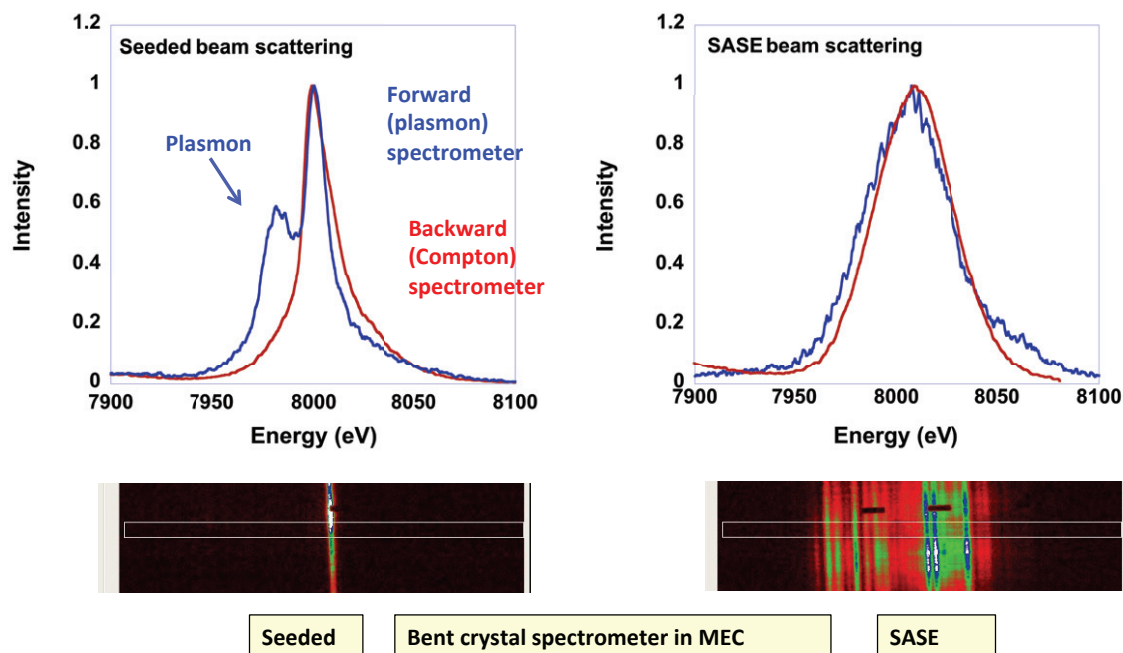 Seeded beam scattering
Intensity
1.2
1
0.8
0.6
0.4
0.2
0
7900
7950
8000
8050
8100
Energy (eV)
Plasmon
Forward
(plasmon)
spectrometer
Backward
(Compton)
spectrometer
SASE beam scattering
Intensity
1.2
1
0.8
0.6
0.4
0.2
0
7900
7950
8000
8050
8100
Energy (eV)
Seeded
Bent crystal spectrometer in MEC
SASE